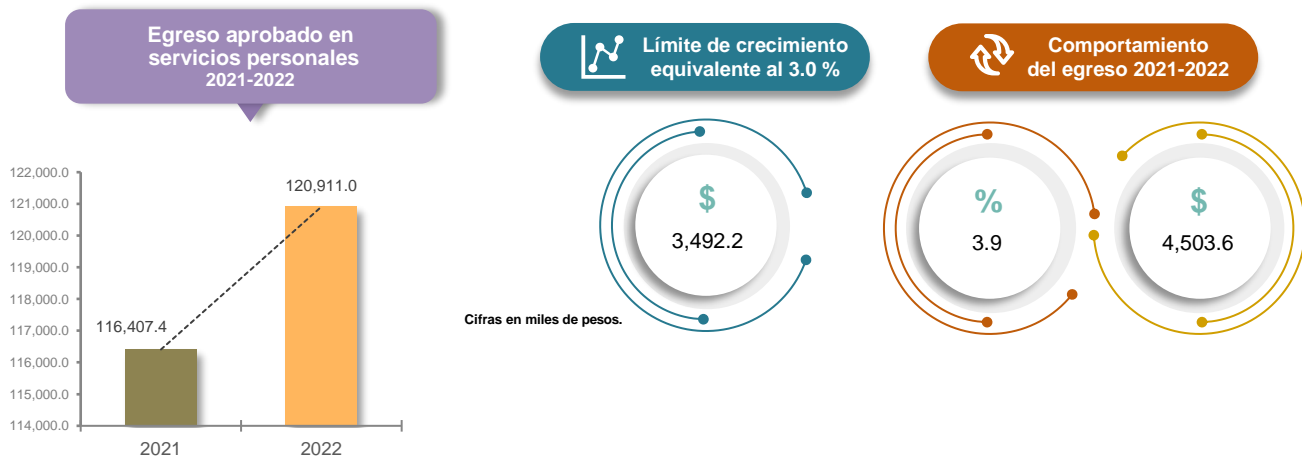 Egreso aprobado en
servicios personales
2021-2022
122,000.0
121,000.0
120,000.0
119,000.0
118,000.0
117,000.0
116,000.0
115,000.0
114,000.0
116,407.4
120,911.0
2021
2022
Límite de crecimiento
equivalente al 3.0 %
$
3,492.2
Cifras en miles de pesos.
Comportamiento
del egreso 2021-2022
%
3.9
$
4,503.6